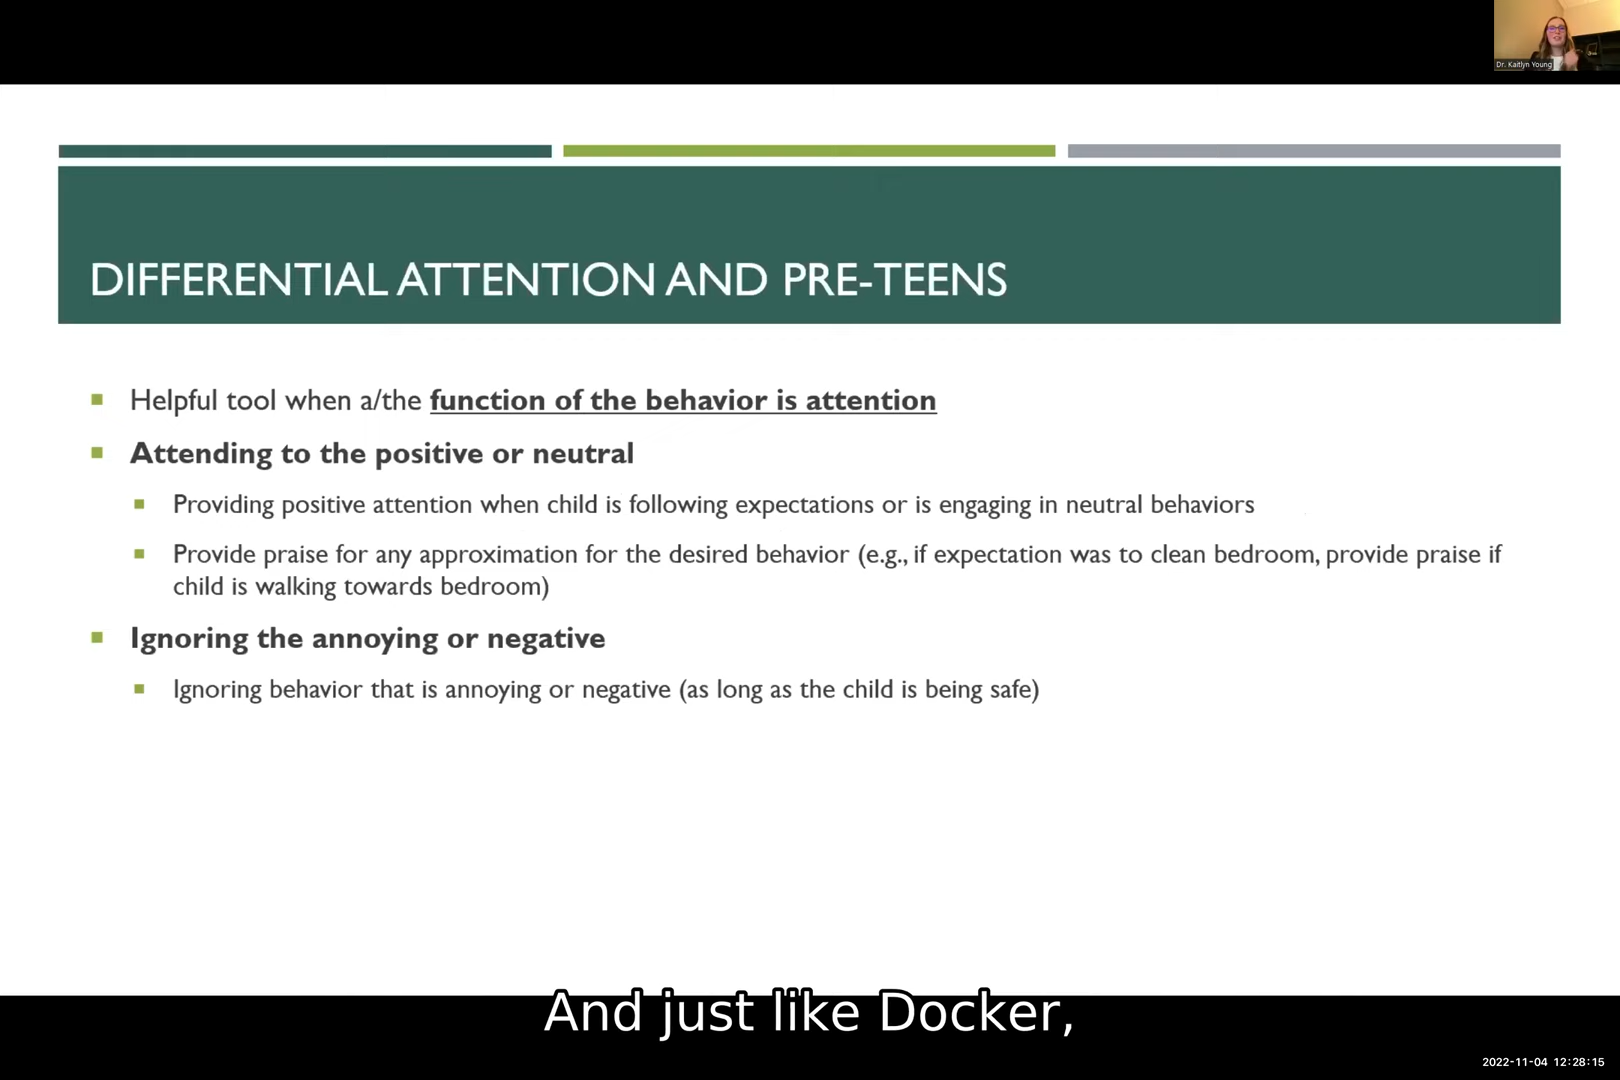 Dr. Kaitlyn Young
DIFFERENTIAL ATTENTION AND PRE-TEENS
Helpful tool when a/the function of the behavior is attention
Attending to the positive or neutral
Providing positive attention when child is following expectations or is engaging in neutral behaviors
Provide praise for any approximation for the desired behavior (e.g., if expectation was to clean bedroom, provide praise if
child is walking towards bedroom)
Ignoring the annoying or negative
Ignoring behavior that is annoying or negative (as long as the child is being safe)
And just like Docker,
2022-11-04 12:28:15